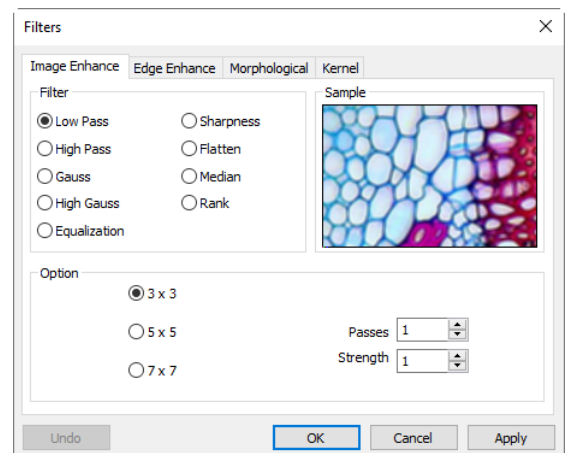 Filters
Image Enhance Edge Enhance Morphological Kernel
Filter
Low Pass
High Pass
Gauss
High Gauss
Equalization
Sharpness
Flatten
Median
Rank
Sample
Option
3 x 3
5 x 5
7 x 7
Passes 1
Strength 1
Undo OK Cancel Apply